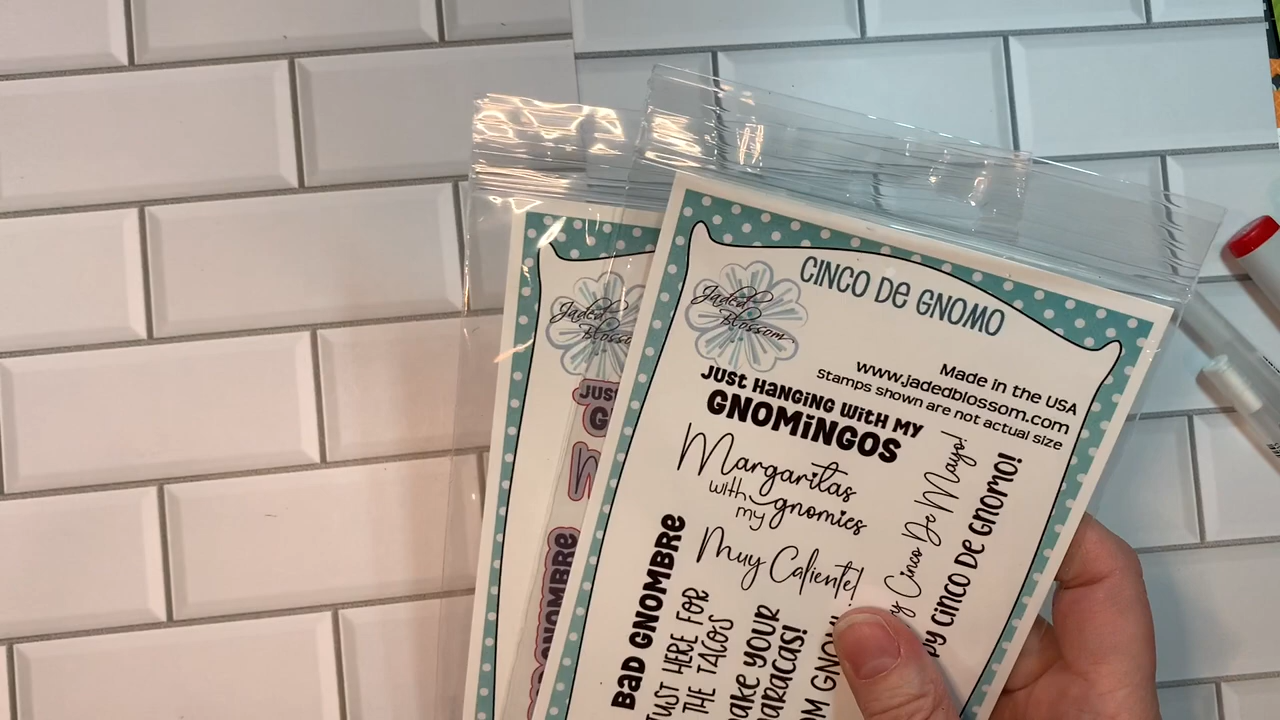 CINCO De GNOMO
Jaded
Blossom
Made in the USA
www.jadedblossom.com
stamps shown are not actual size
JUST HANGING WITH MY
GNOMINGOS
Margaritas
with my gnomies
Muy Caliente!
Cinco De Mayo!
CINCO DE GNOMO!
BAD GNOMBRE
JUST HERE FOR
THE TACOS
YOUR
Jaded
JUS
G